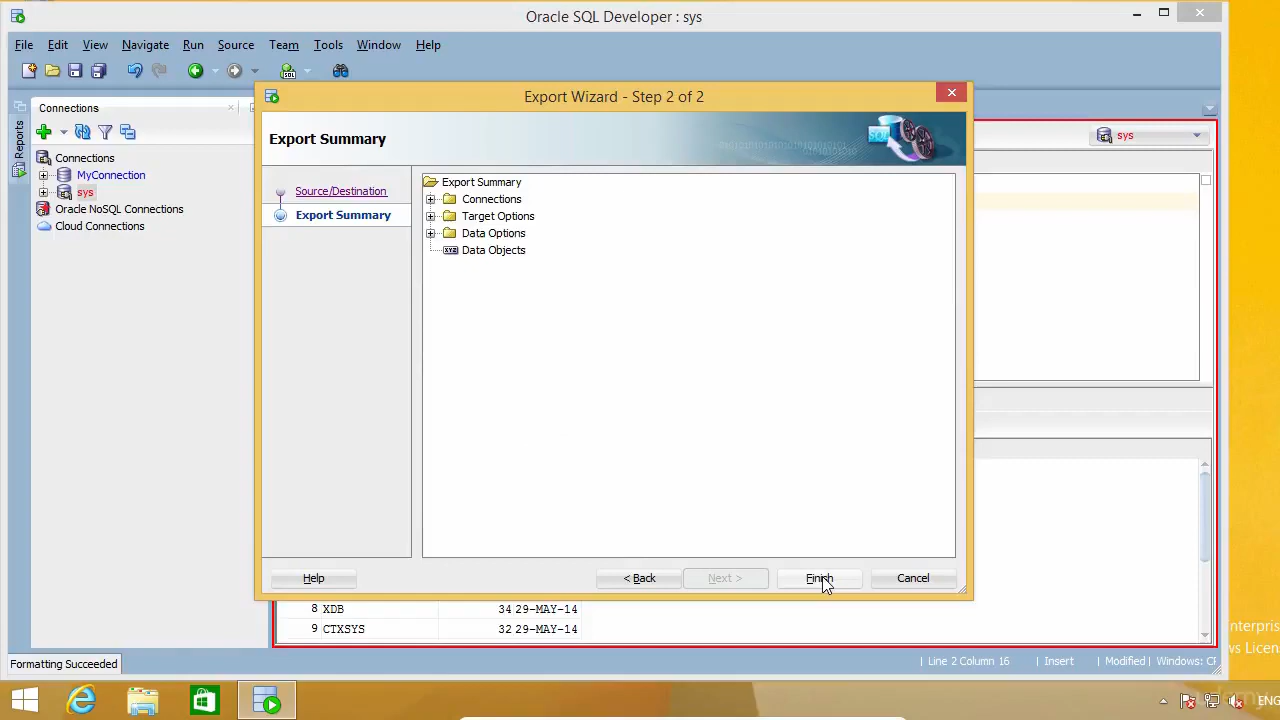 Oracle SQL Developer : sys
File Edit View Navigate Run Source Team Tools Window Help
Connections
Reports
Connections
MyConnection
sys
Oracle NoSQL Connections
Cloud Connections
Export Wizard - Step 2 of 2
Export Summary
Source/Destination
Export Summary
Export Summary
Connections
Target Options
Data Options
Data Objects
Help
< Back
Next >
Finish
Cancel
sys
8 XDB 34 29-MAY-14
9 CTXSYS 32 29-MAY-14
Formatting Succeeded
Line 2 Column 16
Insert
Modified
Windows: CF
ENG